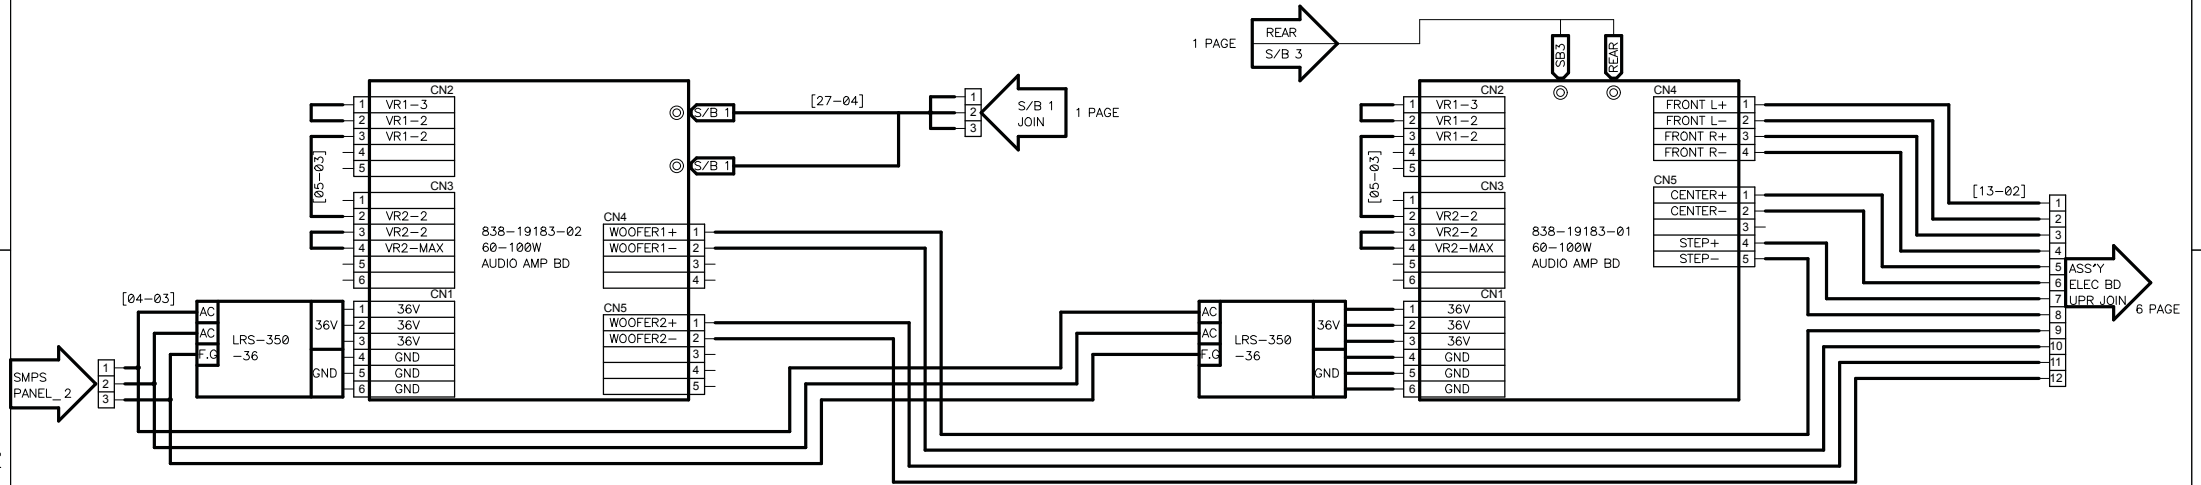 SMPS
PANEL_2
1
2
3
[04-03]
AC
AC
F.G
LRS-350
-36
36V
GND
[05-03]
CN2
1 VR1-3
2 VR1-2
3 VR1-2
4
5
CN3
1
2 VR2-2
3 VR2-2
4 VR2-MAX
5
6
CN1
1 36V
2 36V
3 36V
4 GND
5 GND
6 GND
838-19183-02
60-100W
AUDIO AMP BD
S/B 1
S/B 1
CN4
WOOFER1+ 1
WOOFER1- 2
3
4
CN5
WOOFER2+ 1
WOOFER2- 2
3
4
5
[27-04]
1
2
3
S/B 1
JOIN
1 PAGE
1 PAGE
REAR
S/B 3
SB3
REAR
AC
AC
F.G
LRS-350
-36
36V
GND
[05-03]
CN2
1 VR1-3
2 VR1-2
3 VR1-2
4
5
CN3
1
2 VR2-2
3 VR2-2
4 VR2-MAX
5
6
CN1
1 36V
2 36V
3 36V
4 GND
5 GND
6 GND
838-19183-01
60-100W
AUDIO AMP BD
CN4
FRONT L+ 1
FRONT L- 2
FRONT R+ 3
FRONT R- 4
CN5
CENTER+ 1
CENTER- 2
3
STEP+ 4
STEP- 5
[13-02]
1
2
3
4
5
6
7
8
9
10
11
12
ASS'Y
ELEC BD
UPR JOIN
6 PAGE